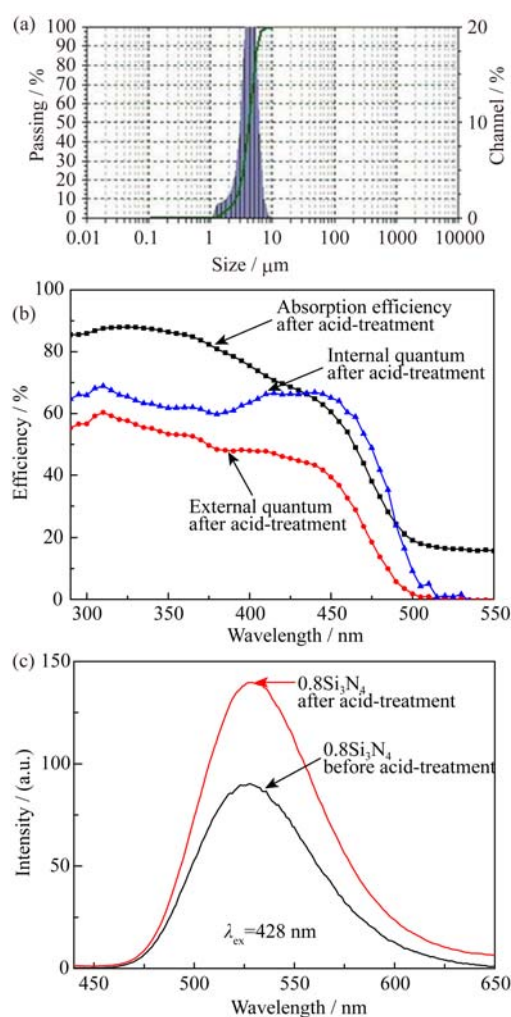 (a)
100
90
80
70
60
50
40
30
20
10
0
Passing / %
20
10
0
Channel / %
0.01 0.1 1 10 100 1000 10000
Size / μm
(b)
100
80
60
40
20
0
Efficiency / %
Absorption efficiency
after acid-treatment
Internal quantum
after acid-treatment
External quantum
after acid-treatment
300 350 400 450 500 550
Wavelength / nm
(c)
150
100
50
0
Intensity / (a.u.)
0.8Si₃N₄
after acid-treatment
0.8Si₃N₄
before acid-treatment
λex=428 nm
450 500 550 600 650
Wavelength / nm